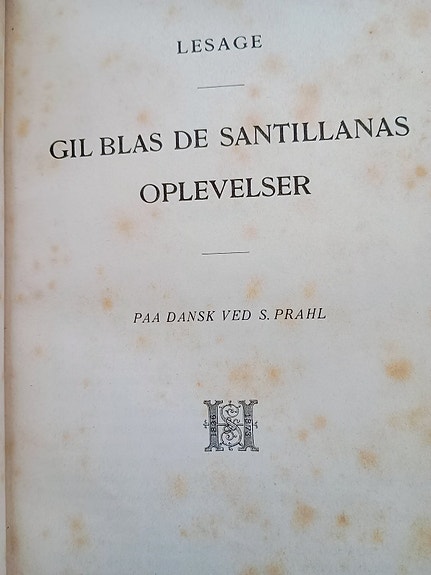 LESAGE
GIL BLAS DE SANTILLANAS
OPLEVELSER
PAA DANSK VED S. PRAHL